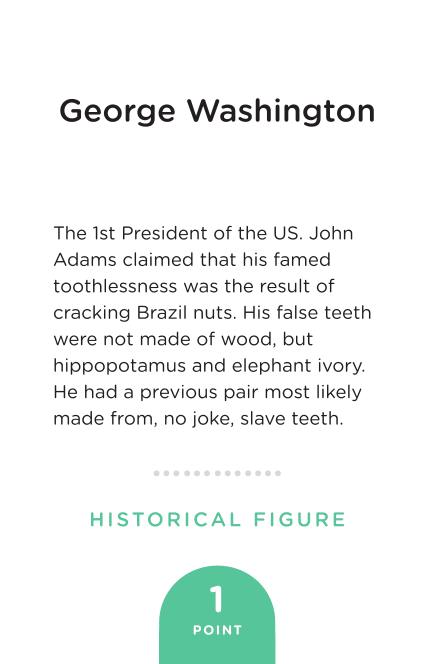 George Washington
The 1st President of the US. John
Adams claimed that his famed
toothlessness was the result of
cracking Brazil nuts. His false teeth
were not made of wood, but
hippopotamus and elephant ivory.
He had a previous pair most likely
made from, no joke, slave teeth.
HISTORICAL FIGURE
1
POINT